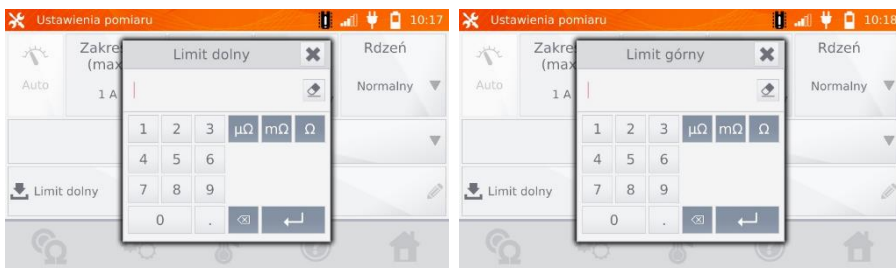 Ustawienia pomiaru 10:17
Limit dolny
Zakre
(max
Auto
1 A
Rdzeń
Normalny
1 2 3 µΩ mΩ Ω
4 5 6
7 8 9
0 .
Limit dolny
Ustawienia pomiaru 10:18
Limit górny
Zakre
(max
Auto
1 A
Rdzeń
Normalny
1 2 3 µΩ mΩ Ω
4 5 6
7 8 9
0 .
Limit dolny